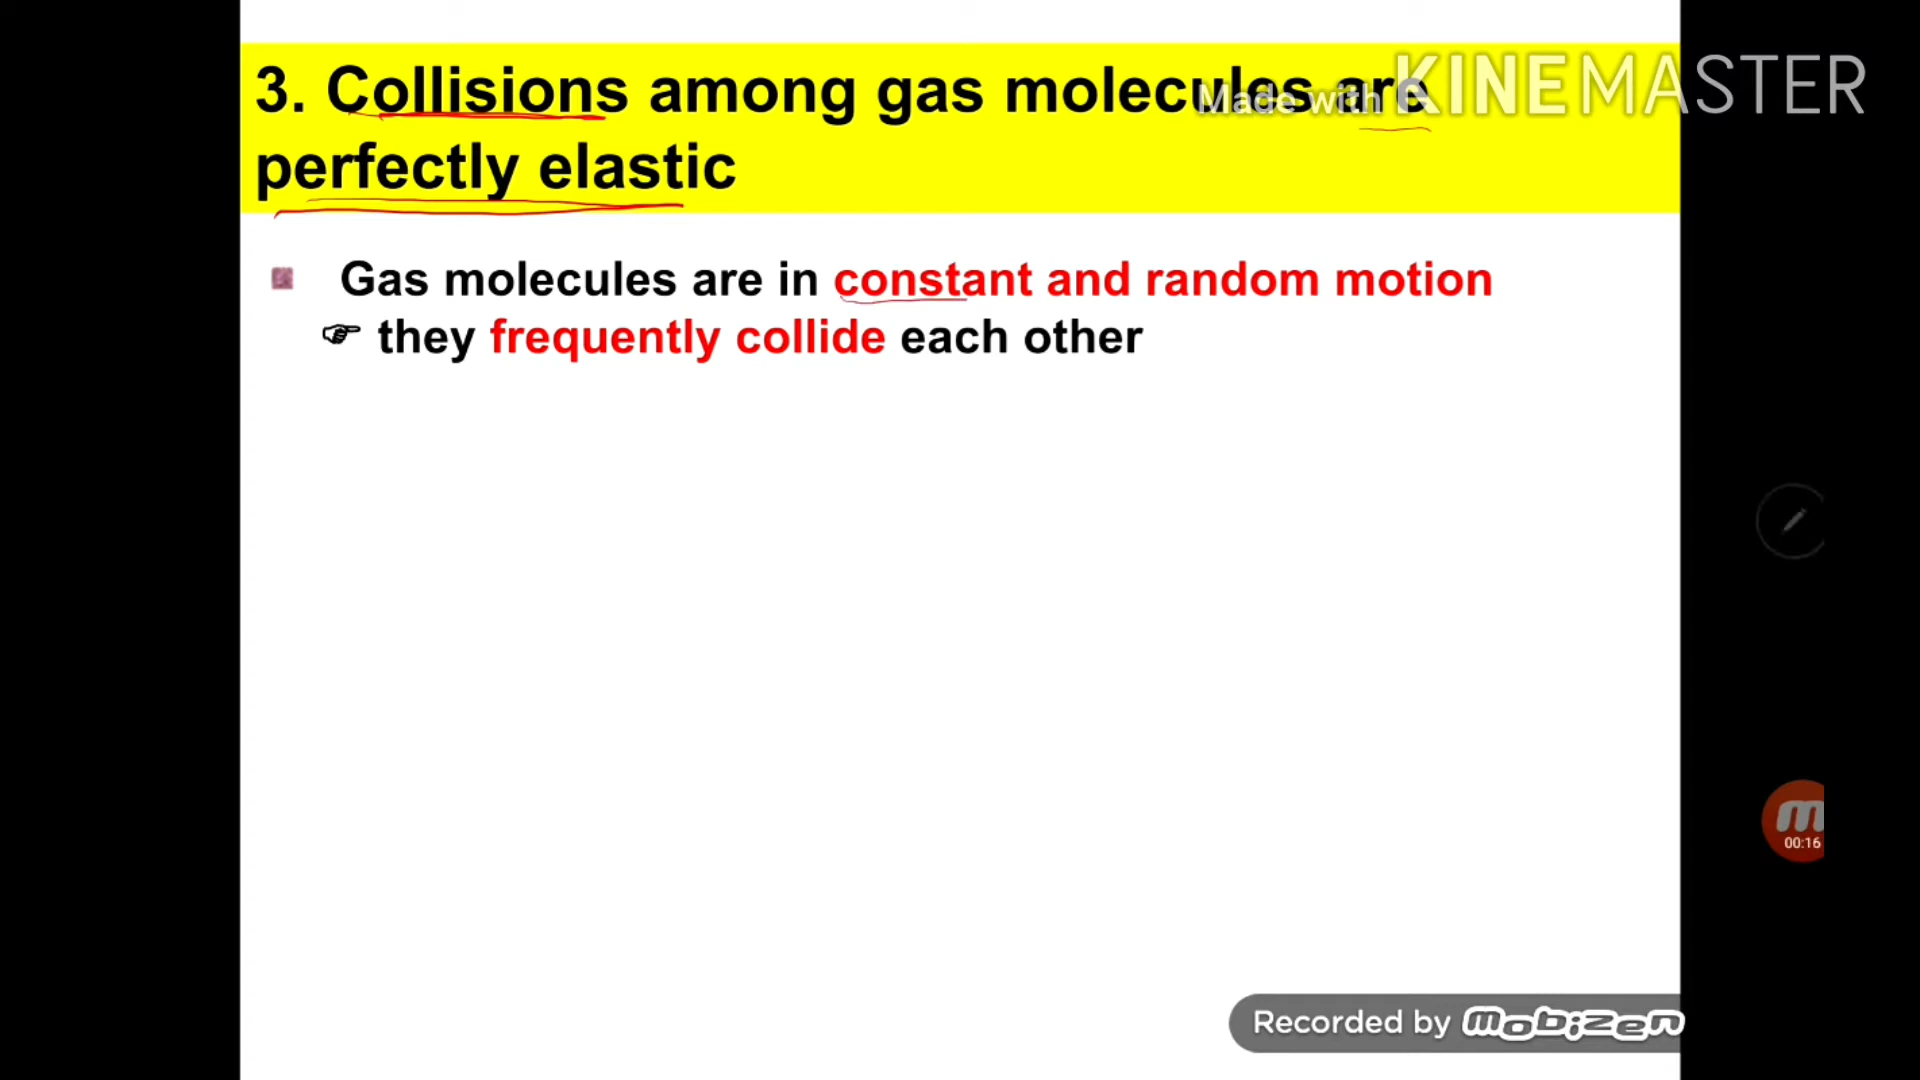 3. Collisions among gas molecules are
Made with KINEMASTER
perfectly elastic
Gas molecules are in constant and random motion
☞ they frequently collide each other
00:16
Recorded by mobizen